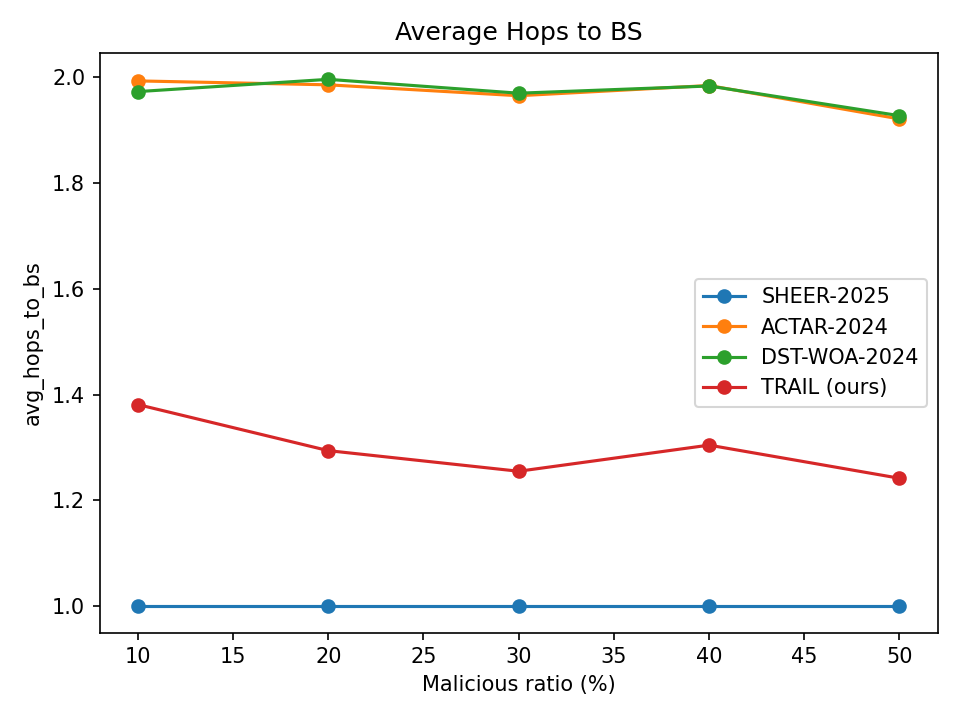 Average Hops to BS
avg_hops_to_bs
2.0
1.8
1.6
1.4
1.2
1.0
SHEER-2025
ACTAR-2024
DST-WOA-2024
TRAIL (ours)
10 15 20 25 30 35 40 45 50
Malicious ratio (%)